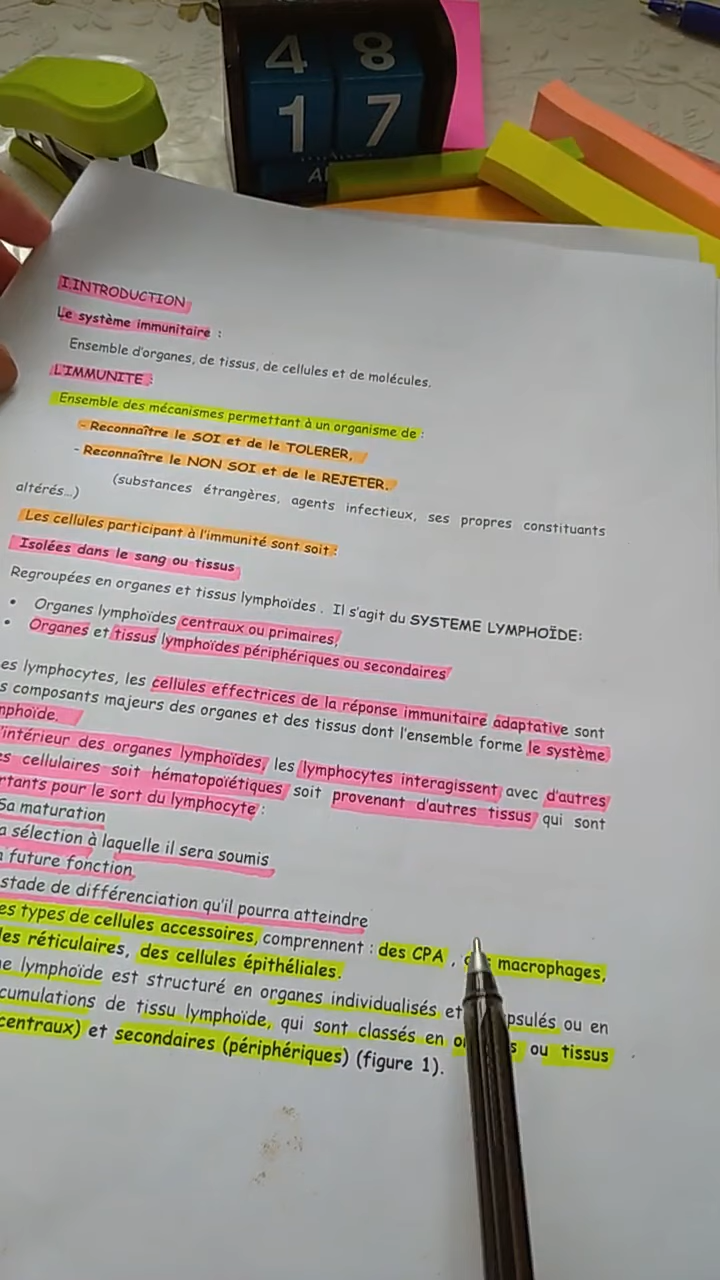 4 8
1 7
I.INTRODUCTION
Le système immunitaire :
Ensemble d'organes, de tissus, de cellules et de molécules.
L'IMMUNITE :
Ensemble des mécanismes permettant à un organisme de :
- Reconnaître le SOI et de le TOLERER,
- Reconnaître le NON SOI et de le REJETER.
(substances étrangères, agents infectieux, ses propres constituants
altérés...)
Les cellules participant à l'immunité sont soit :
Isolées dans le sang ou tissus
Regroupées en organes et tissus lymphoïdes . Il s'agit du SYSTEME LYMPHOÏDE:
• Organes lymphoïdes centraux ou primaires,
• Organes et tissus lymphoïdes périphériques ou secondaires
es lymphocytes, les cellules effectrices de la réponse immunitaire adaptative sont
s composants majeurs des organes et des tissus dont l'ensemble forme le système
mphoïde.
'intérieur des organes lymphoïdes, les lymphocytes interagissent avec d'autres
es cellulaires soit hématopoïétiques soit provenant d'autres tissus qui sont
rtants pour le sort du lymphocyte :
Sa maturation
a sélection à laquelle il sera soumis
future fonction
stade de différenciation qu'il pourra atteindre
es types de cellules accessoires, comprennent : des CPA , macrophages,
les réticulaires, des cellules épithéliales.
e lymphoïde est structuré en organes individualisés et psulés ou en
cumulations de tissu lymphoïde, qui sont classés en o s ou tissus
centraux) et secondaires (périphériques) (figure 1).